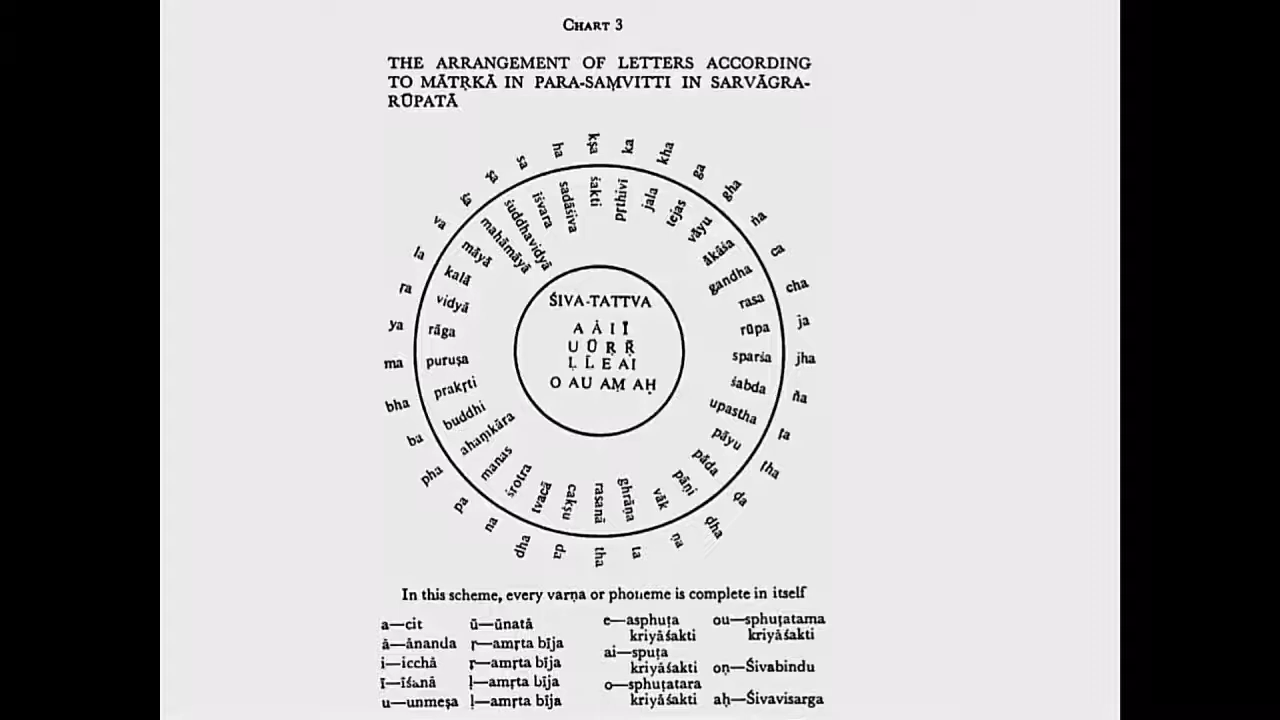 CHART 3
THE ARRANGEMENT OF LETTERS ACCORDING
TO MĀTṚKĀ IN PARA-SAṂVITTI IN SARVĀGRA-
RŪPATĀ
kṣa
ka
kha
ga
gha
ṅa
ca
cha
ja
jha
ña
ṭa
ṭha
ḍa
ḍha
ṇa
ta
tha
da
dha
na
pa
pha
ba
bha
ma
ya
ra
la
va
śa
ṣa
sa
ha
śakti
pṛthivī
jala
tejas
vāyu
ākāśa
gandha
rasa
rūpa
sparśa
śabda
upastha
pāyu
pāda
pāṇi
vāk
ghrāṇa
rasanā
cakṣu
tvacā
śrotra
manas
ahaṃkāra
buddhi
prakṛti
puruṣa
rāga
vidyā
kalā
māyā
mahāmāyā
śuddhavidyā
īśvara
sadāśiva
ŚIVA-TATTVA
A Ā I Ī
U Ū Ṛ Ṝ
Ḷ Ḹ E AI
O AU AṂ AḤ
In this scheme, every varṇa or phoneme is complete in itself
a—cit
ā—ānanda
i—icchā
ī—īśanā
u—unmeṣa
ū—ūnatā
ṛ—amṛta bīja
ṛ—amṛta bīja
ḷ—amṛta bīja
ḷ—amṛta bīja
e—asphuṭa
kriyāśakti
ai—spuṭa
kriyāśakti
o—sphuṭatara
kriyāśakti
ou—sphuṭatama
kriyāśakti
oṇ—Śivabindu
aḥ—Śivavisarga